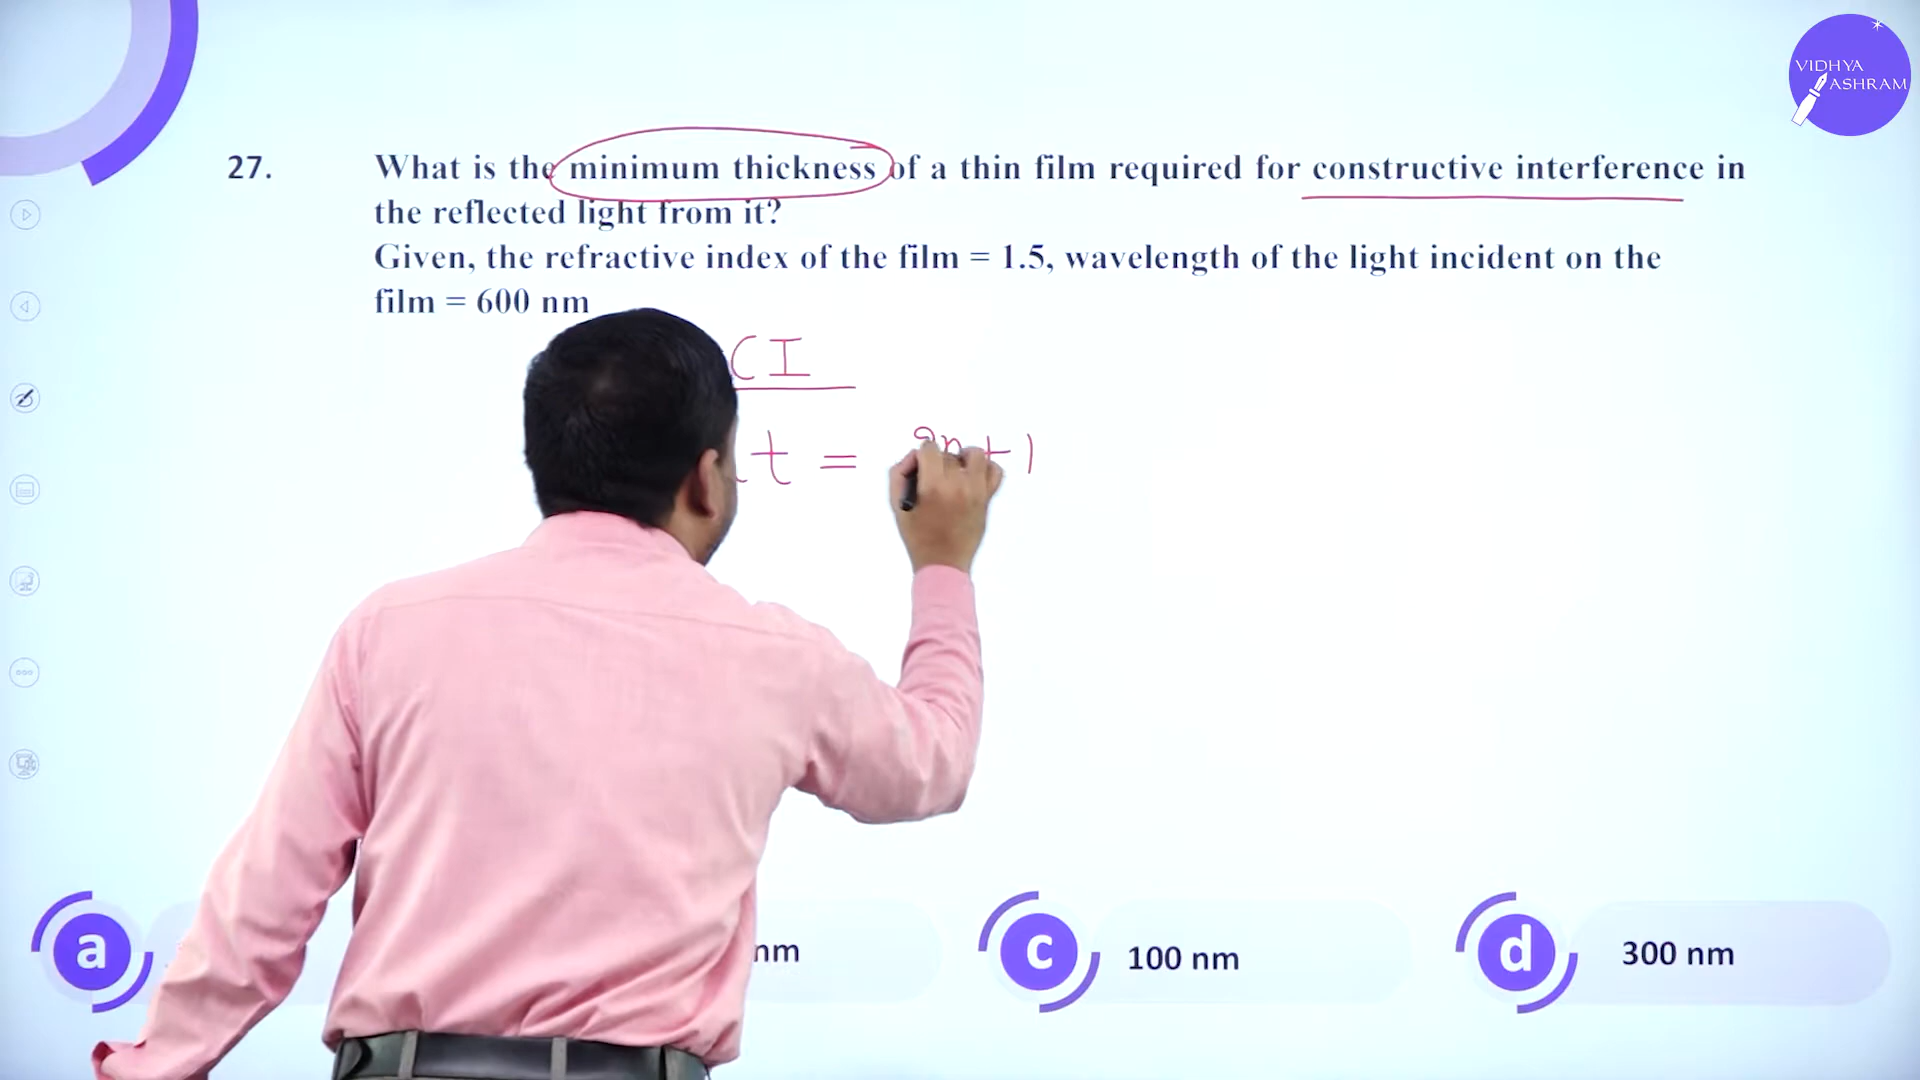 VIDHYA
ASHRAM
27. What is the minimum thickness of a thin film required for constructive interference in
the reflected light from it?
Given, the refractive index of the film = 1.5, wavelength of the light incident on the
film = 600 nm
CI
t = 2n+1
a
nm
c 100 nm
d 300 nm